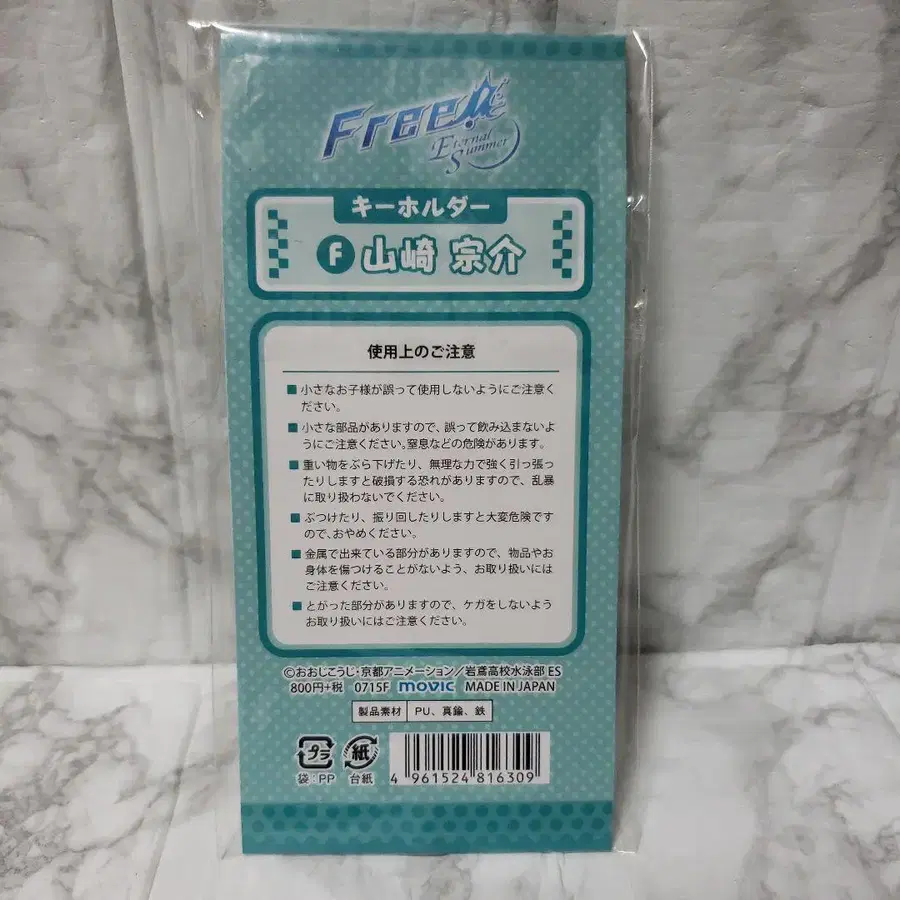 Free!
Eternal
Summer
キーホルダー
F 山崎 宗介
使用上のご注意
■小さなお子様が誤って使用しないようにご注意く
ださい。
■小さな部品がありますので、誤って飲み込まないよ
うにご注意ください。窒息などの危険があります。
■重い物をぶら下げたり、無理な力で強く引っ張っ
たりしますと破損する恐れがありますので、乱暴
に取り扱わないでください。
■ぶつけたり、振り回したりしますと大変危険です
ので、おやめください。
■金属で出来ている部分がありますので、物品やお
身体を傷つけることがないよう、お取り扱いには
ご注意ください。
■とがった部分がありますので、ケガをしないよう
お取り扱いにはご注意ください。
©おおじこうじ・京都アニメーション／岩鳶高校水泳部 ES
800円+税 0715F movic MADE IN JAPAN
製品素材 PU、真鍮、鉄
プラ 紙
袋:PP 台紙 4 961524 816309